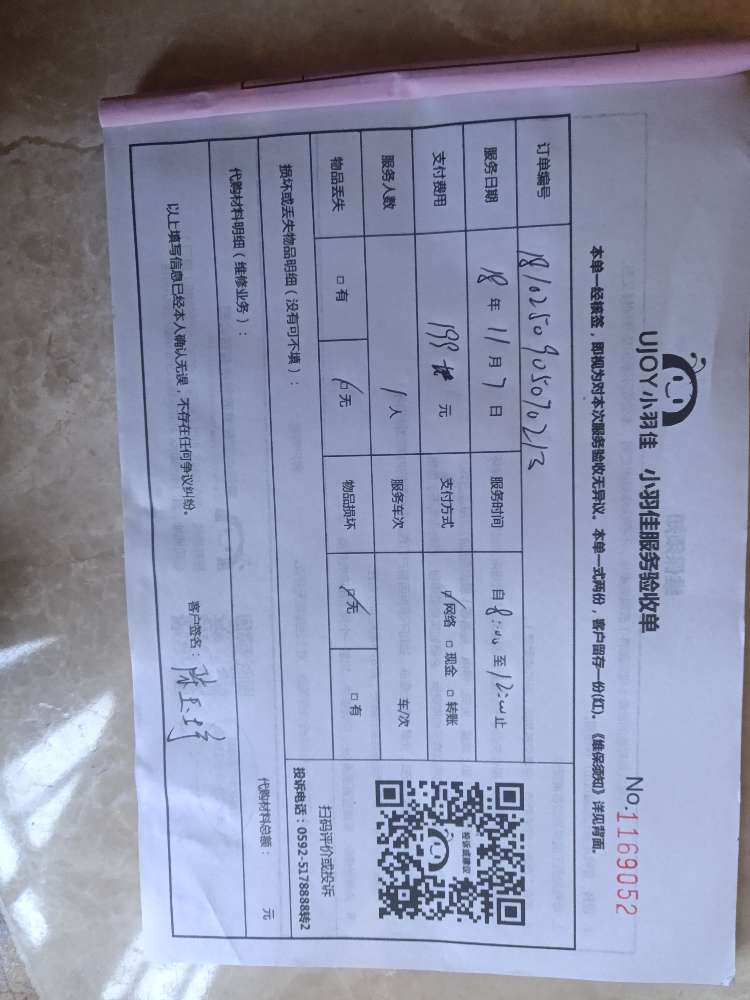 UJOY小羽佳 小羽佳服务验收单
No.1169052
本单一经核签，即视为对本次服务验收无异议。本单一式两份，客户留存一份(红)。《维保须知》详见背面。
订单编号 1810250905070213
服务日期 18 年 11 月 7 日 服务时间 自 8:00 至 12:00 止
支付费用 199 元 支付方式 ☑ 网络 □ 现金 □ 转账
服务人数 1 人 服务车次 车/次
物品丢失 □ 有 ☑ 无 物品损坏 ☑ 无 □ 有
投诉或建议
扫码评价或投诉
投诉电话：0592-5178888转2
损坏或丢失物品明细（没有可不填）：
代购材料明细（维修业务）： 代购材料总额： 元
以上填写信息已经本人确认无误，不存在任何争议纠纷。 客户签名：